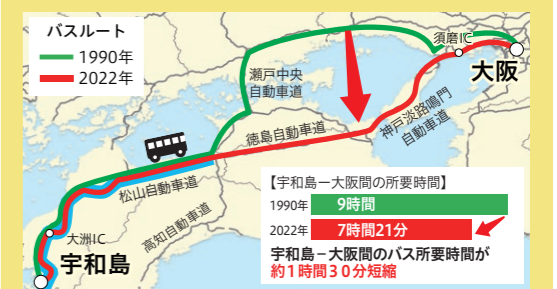 バスルート
1990年
2022年
須磨IC
大阪
瀬戸中央
自動車道
神戸淡路鳴門
自動車道
徳島自動車道
松山自動車道
高知自動車道
大洲IC
宇和島
【宇和島ー大阪間の所要時間】
1990年 9時間
2022年 7時間21分
宇和島−大阪間のバス所要時間が
約1時間30分短縮